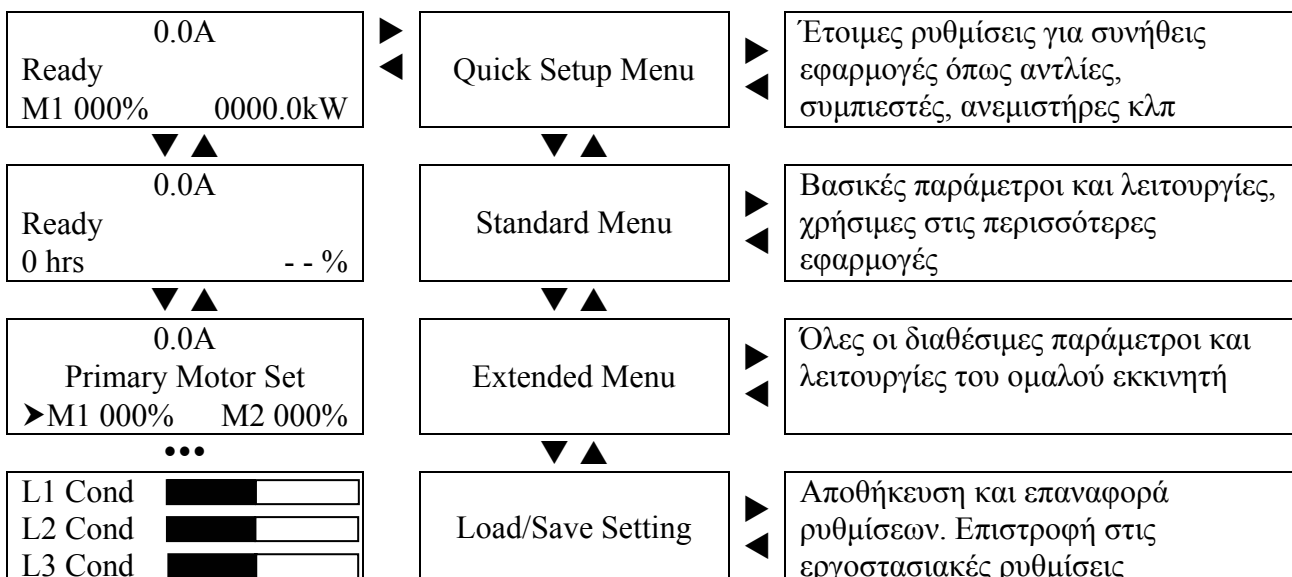 0.0A
Ready
M1 000% 0000.0kW
Quick Setup Menu
Έτοιμες ρυθμίσεις για συνήθεις
εφαρμογές όπως αντλίες,
συμπιεστές, ανεμιστήρες κλπ
0.0A
Ready
0 hrs - - %
Standard Menu
Βασικές παράμετροι και λειτουργίες,
χρήσιμες στις περισσότερες
εφαρμογές
0.0A
Primary Motor Set
➤M1 000% M2 000%
Extended Menu
Όλες οι διαθέσιμες παράμετροι και
λειτουργίες του ομαλού εκκινητή
•••
L1 Cond
L2 Cond
L3 Cond
Load/Save Setting
Αποθήκευση και επαναφορά
ρυθμίσεων. Επιστροφή στις
εργοστασιακές ρυθμίσεις